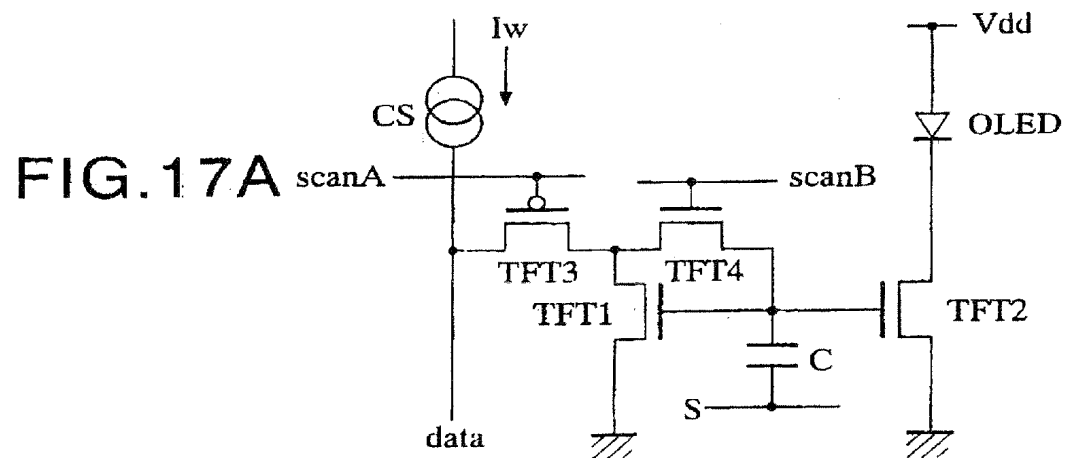 Iw
Vdd
CS
OLED
FIG.17A
scanA
scanB
TFT3
TFT4
TFT1
TFT2
C
S
data